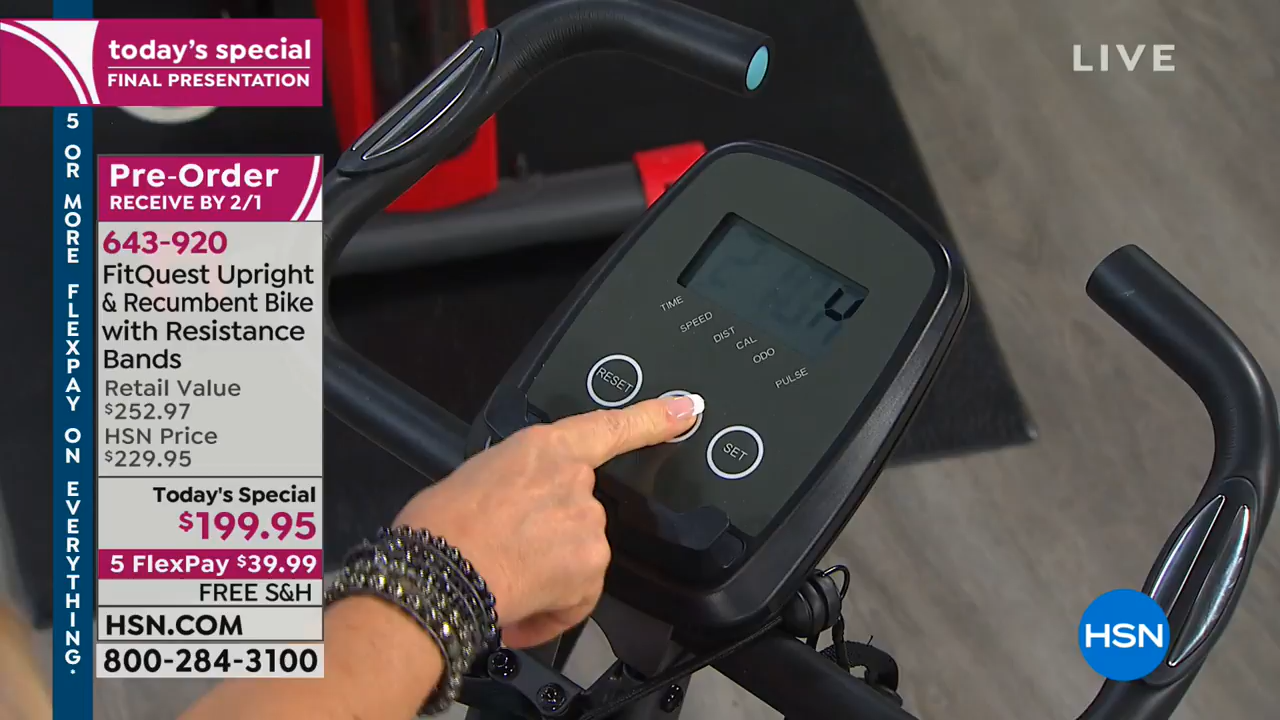 today's special
FINAL PRESENTATION
LIVE
5 OR MORE FLEXPAY ON EVERYTHING.
Pre-Order
RECEIVE BY 2/1
643-920
FitQuest Upright
& Recumbent Bike
with Resistance
Bands
Retail Value
$252.97
HSN Price
$229.95
Today's Special
$199.95
5 FlexPay $39.99
FREE S&H
HSN.COM
800-284-3100
TIME
SPEED
DIST
CAL
ODO
PULSE
RESET
SET
HSN